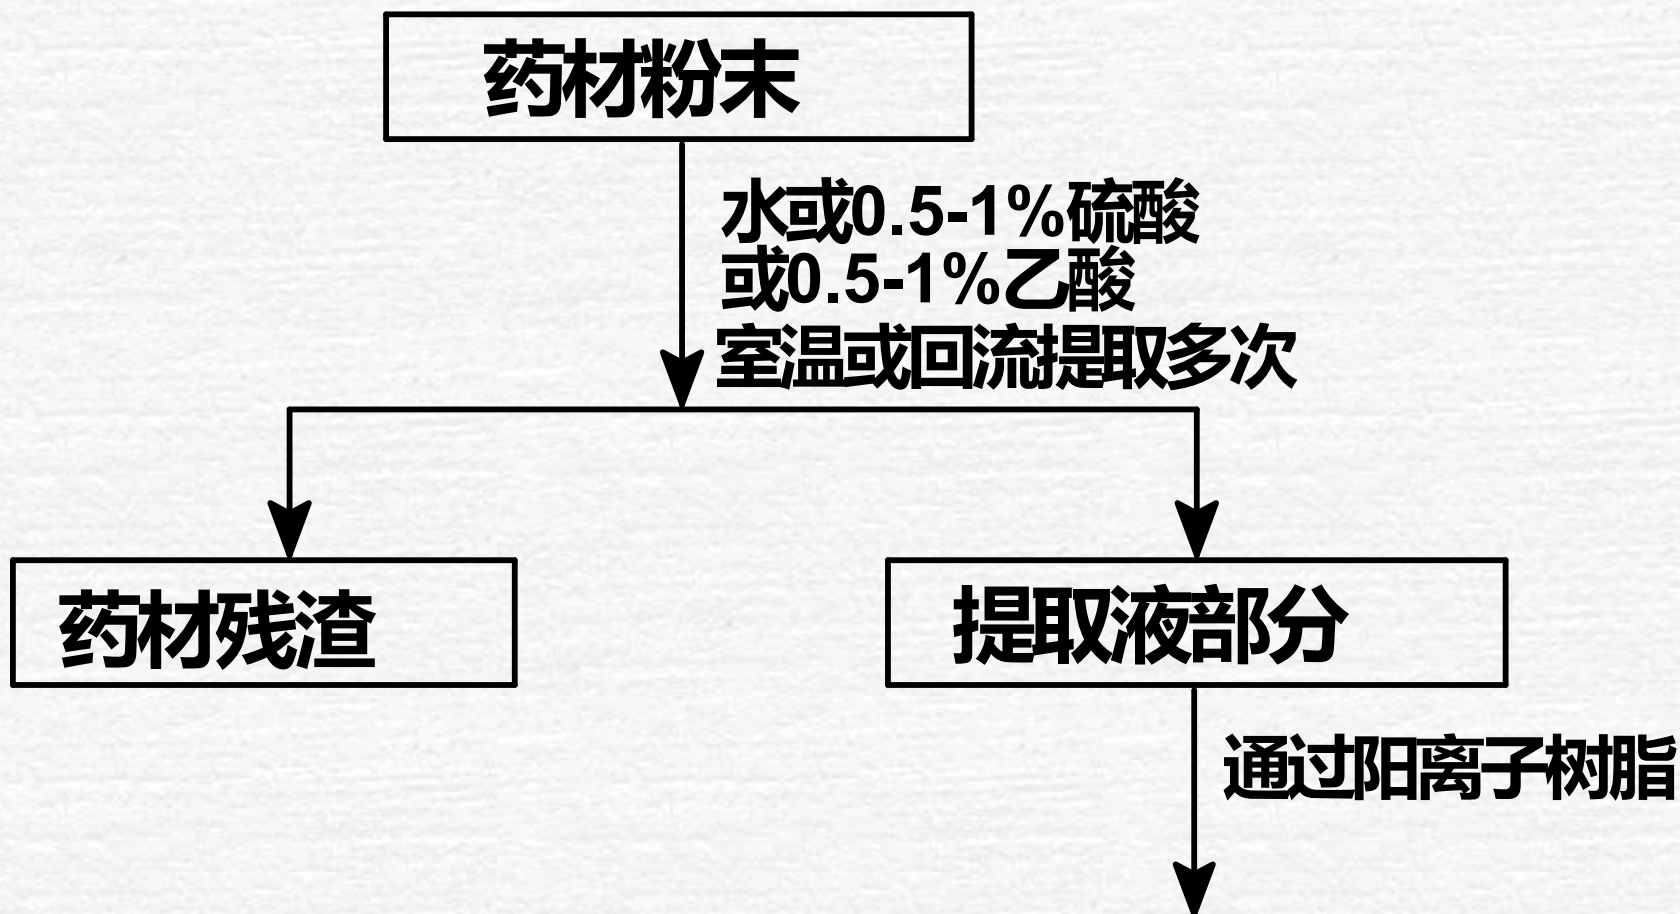 药材粉末
水或0.5-1%硫酸
或0.5-1%乙酸
室温或回流提取多次
药材残渣
提取液部分
通过阳离子树脂